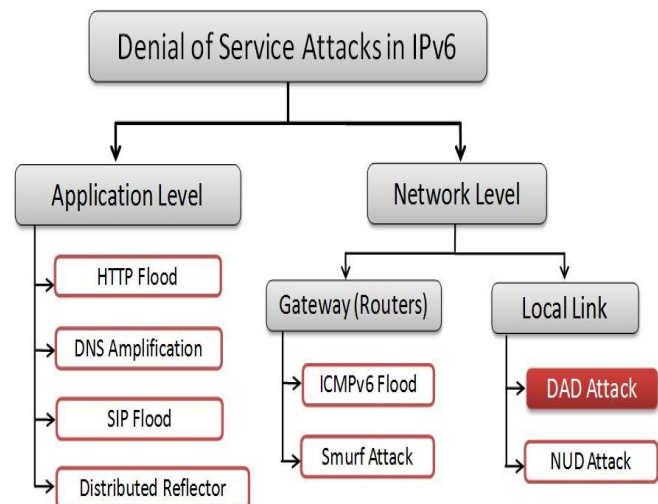 Denial of Service Attacks in IPv6
Application Level
HTTP Flood
DNS Amplification
SIP Flood
Distributed Reflector
Network Level
Gateway (Routers)
ICMPv6 Flood
Smurf Attack
Local Link
DAD Attack
NUD Attack